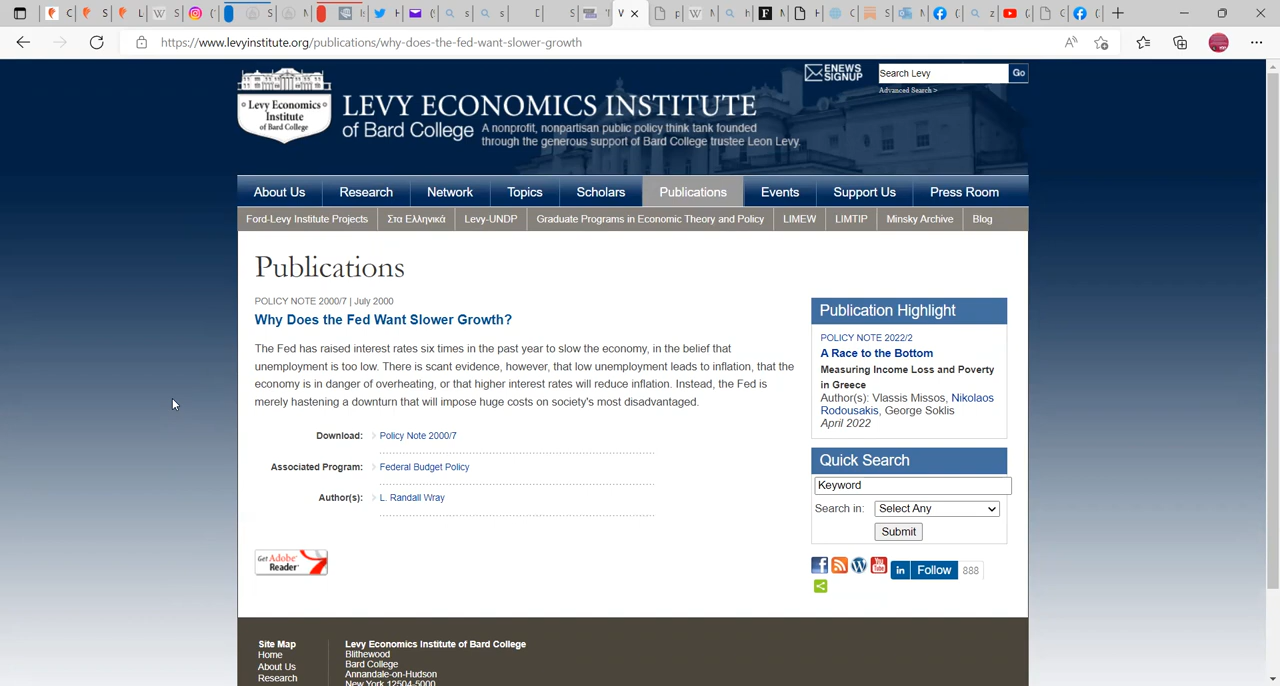 https://www.levyinstitute.org/publications/why-does-the-fed-want-slower-growth
ENEWS
SIGNUP
Search Levy
Go
Advanced Search >
Levy Economics
Institute
of Bard College
LEVY ECONOMICS INSTITUTE
of Bard College
A nonprofit, nonpartisan public policy think tank founded
through the generous support of Bard College trustee Leon Levy.
About Us
Research
Network
Topics
Scholars
Publications
Events
Support Us
Press Room
Ford-Levy Institute Projects
Στα Ελληνικά
Levy-UNDP
Graduate Programs in Economic Theory and Policy
LIMEW
LIMTIP
Minsky Archive
Blog
Publications
POLICY NOTE 2000/7 | July 2000
Why Does the Fed Want Slower Growth?
The Fed has raised interest rates six times in the past year to slow the economy, in the belief that
unemployment is too low. There is scant evidence, however, that low unemployment leads to inflation, that the
economy is in danger of overheating, or that higher interest rates will reduce inflation. Instead, the Fed is
merely hastening a downturn that will impose huge costs on society's most disadvantaged.
Download:
Policy Note 2000/7
Associated Program:
Federal Budget Policy
Author(s):
L. Randall Wray
Get Adobe
Reader
Publication Highlight
POLICY NOTE 2022/2
A Race to the Bottom
Measuring Income Loss and Poverty
in Greece
Author(s): Vlassis Missos, Nikolaos
Rodousakis, George Soklis
April 2022
Quick Search
Keyword
Search in:
Select Any
Submit
You
Tube
in
Follow
888
Site Map
Home
About Us
Research
Levy Economics Institute of Bard College
Blithewood
Bard College
Annandale-on-Hudson
New York 12504-5000